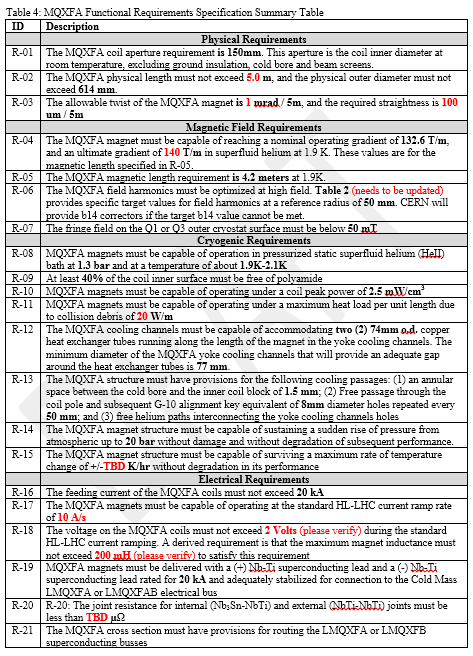 Table 4: MQXFA Functional Requirements Specification Summary Table
ID Description
Physical Requirements
R-01 The MQXFA coil aperture requirement is 150mm. This aperture is the coil inner diameter at
room temperature, excluding ground insulation, cold bore and beam screens.
R-02 The MQXFA physical length must not exceed 5.0 m, and the physical outer diameter must not
exceed 614 mm.
R-03 The allowable twist of the MQXFA magnet is 1 mrad / 5m, and the required straightness is 100
um / 5m
Magnetic Field Requirements
R-04 The MQXFA magnet must be capable of reaching a nominal operating gradient of 132.6 T/m,
and an ultimate gradient of 140 T/m in superfluid helium at 1.9 K. These values are for the
magnetic length specified in R-05.
R-05 The MQXFA magnetic length requirement is 4.2 meters at 1.9K.
R-06 The MQXFA field harmonics must be optimized at high field. Table 2 (needs to be updated)
provides specific target values for field harmonics at a reference radius of 50 mm. CERN will
provide b14 correctors if the target b14 value cannot be met.
R-07 The fringe field on the Q1 or Q3 outer cryostat surface must be below 50 mT
Cryogenic Requirements
R-08 MQXFA magnets must be capable of operation in pressurized static superfluid helium (HeII)
bath at 1.3 bar and at a temperature of about 1.9K-2.1K
R-09 At least 40% of the coil inner surface must be free of polyamide
R-10 MQXFA magnets must be capable of operating under a coil peak power of 2.5 mW/cm³
R-11 MQXFA magnets must be capable of operating under a maximum heat load per unit length due
to collision debris of 20 W/m
R-12 The MQXFA cooling channels must be capable of accommodating two (2) 74mm o.d. copper
heat exchanger tubes running along the length of the magnet in the yoke cooling channels. The
minimum diameter of the MQXFA yoke cooling channels that will provide an adequate gap
around the heat exchanger tubes is 77 mm.
R-13 The MQXFA structure must have provisions for the following cooling passages: (1) an annular
space between the cold bore and the inner coil block of 1.5 mm; (2) Free passage through the
coil pole and subsequent G-10 alignment key equivalent of 8mm diameter holes repeated every
50 mm; and (3) free helium paths interconnecting the yoke cooling channels holes
R-14 The MQXFA magnet structure must be capable of sustaining a sudden rise of pressure from
atmospheric up to 20 bar without damage and without degradation of subsequent performance.
R-15 The MQXFA magnet structure must be capable of surviving a maximum rate of temperature
change of +/-TBD K/hr without degradation in its performance
Electrical Requirements
R-16 The feeding current of the MQXFA coils must not exceed 20 kA
R-17 The MQXFA magnets must be capable of operating at the standard HL-LHC current ramp rate
of 10 A/s
R-18 The voltage on the MQXFA coils must not exceed 2 Volts (please verify) during the standard
HL-LHC current ramping. A derived requirement is that the maximum magnet inductance must
not exceed 200 mH (please verify) to satisfy this requirement
R-19 MQXFA magnets must be delivered with a (+) Nb-Ti superconducting lead and a (-) Nb-Ti
superconducting lead rated for 20 kA and adequately stabilized for connection to the Cold Mass
LMQXFA or LMQXFAB electrical bus
R-20 R-20: The joint resistance for internal (Nb₃Sn-NbTi) and external (NbTi-NbTi) joints must be
less than TBD µΩ
R-21 The MQXFA cross section must have provisions for routing the LMQXFA or LMQXFB
superconducting busses